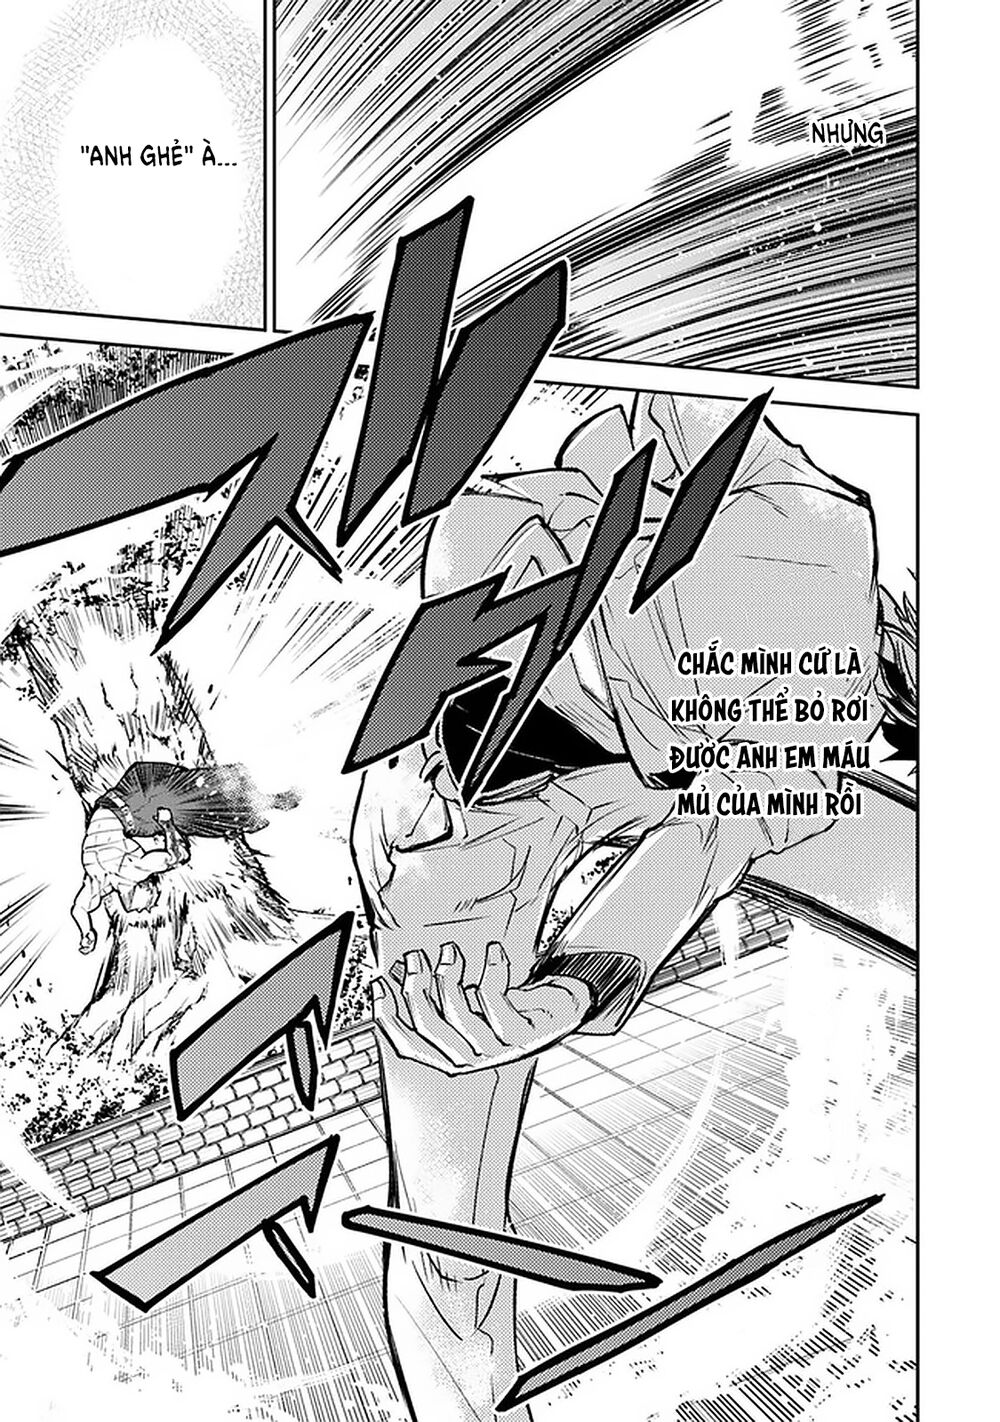 NHƯNG
"ANH GHẺ" À...
CHẮC MÌNH CỨ LÀ
KHÔNG THỂ BỎ RƠI
ĐƯỢC ANH EM MÁU
MỦ CỦA MÌNH RỒI